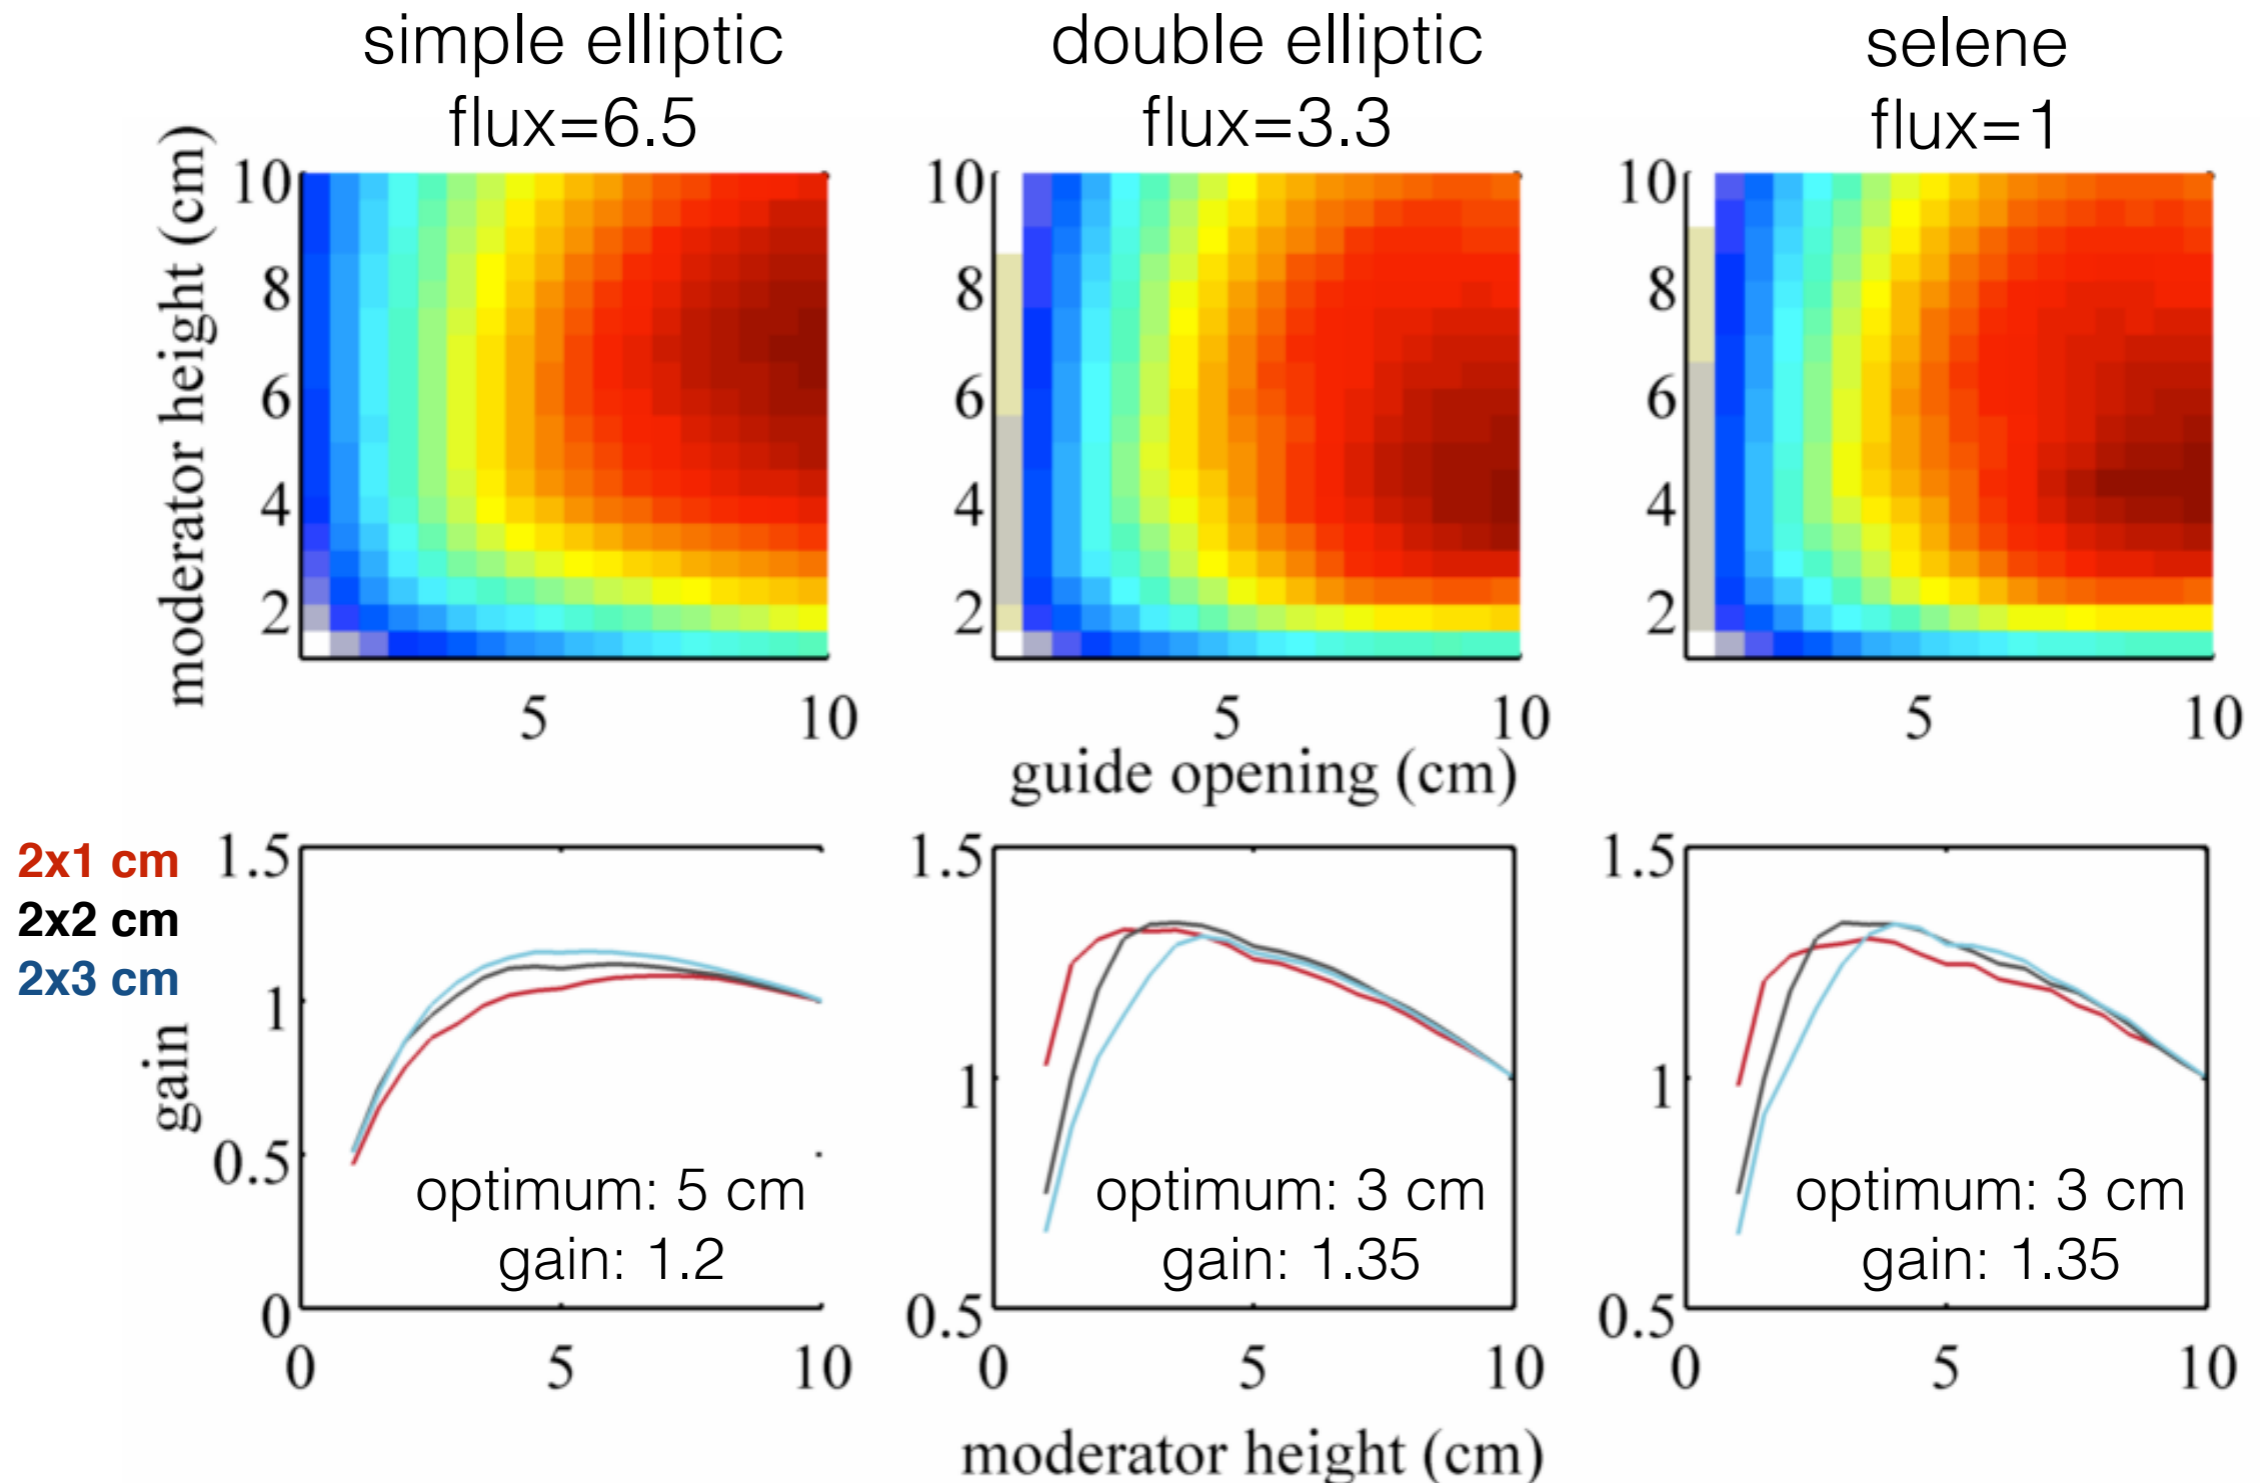 simple elliptic
flux=6.5
double elliptic
flux=3.3
selene
flux=1
moderator height (cm)
10
8
6
4
2
5
10
10
8
6
4
2
5
10
10
8
6
4
2
5
10
guide opening (cm)
2x1 cm
2x2 cm
2x3 cm
gain
1.5
1
0.5
0
optimum: 5 cm
gain: 1.2
0
5
10
1.5
1
0.5
optimum: 3 cm
gain: 1.35
0
5
10
1.5
1
0.5
optimum: 3 cm
gain: 1.35
0
5
10
moderator height (cm)